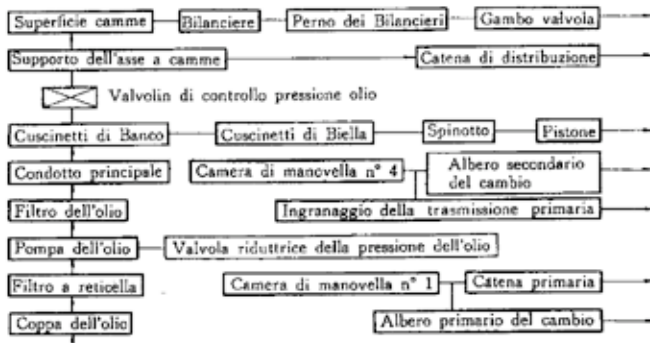 Superficie camme Bilanciere Perno dei Bilancieri Gambo valvola
Supporto dell'asse a camme Catena di distribuzione
Valvolin di controllo pressione olio
Cuscinetti di Banco Cuscinetti di Biella Spinotto Pistone
Condotto principale Camera di manovella n° 4 Albero secondario
del cambio
Filtro dell'olio Ingranaggio della trasmissione primaria
Pompa dell'olio Valvola riduttrice della pressione dell'olio
Filtro a reticella Camera di manovella n° 1 Catena primaria
Coppa dell'olio Albero primario del cambio